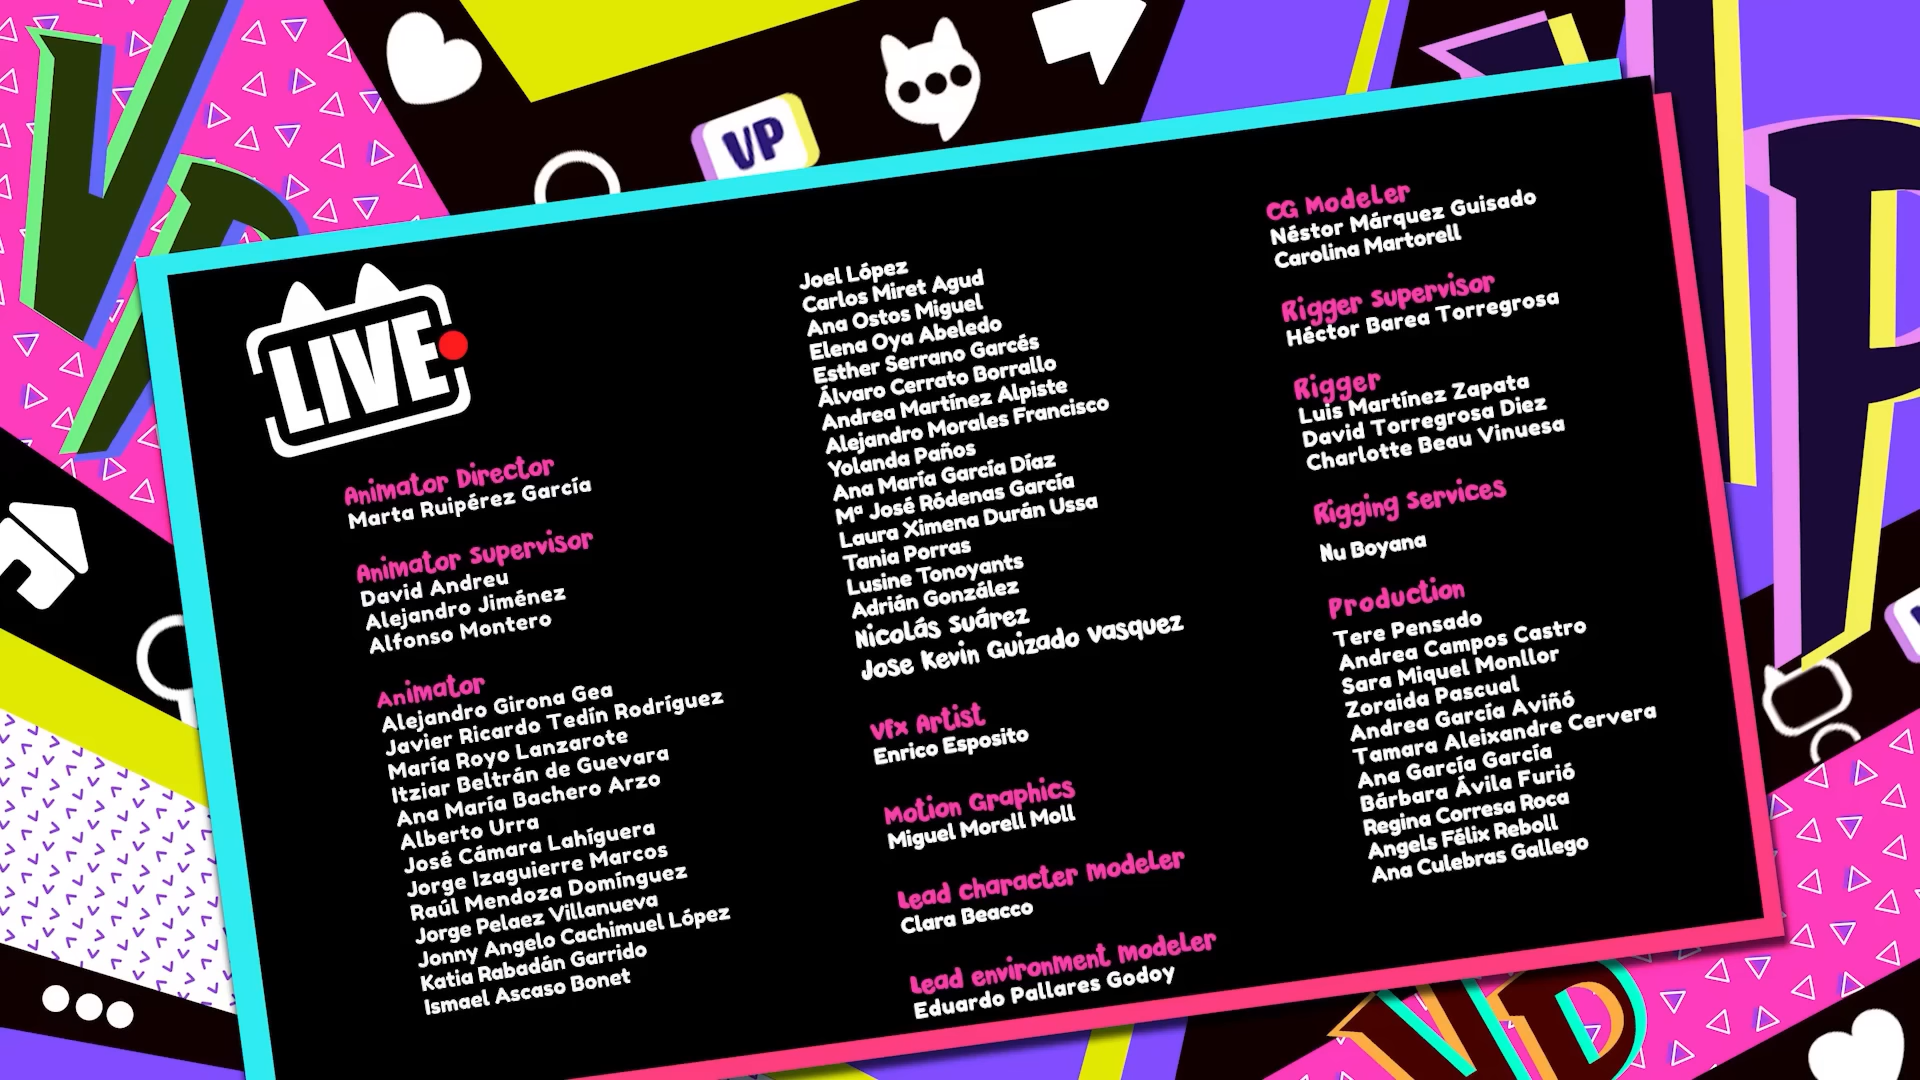 VP
VP
VP
LIVE
Animator Director
Marta Ruipérez García
Animator Supervisor
David Andreu
Alejandro Jiménez
Alfonso Montero
Animator
Alejandro Girona Gea
Javier Ricardo Tedín Rodríguez
María Royo Lanzarote
Itziar Beltrán de Guevara
Ana María Bachero Arzo
Alberto Urra
José Cámara Lahíguera
Jorge Izaguierre Marcos
Raúl Mendoza Domínguez
Jorge Pelaez Villanueva
Jonny Angelo Cachimuel López
Katia Rabadán Garrido
Ismael Ascaso Bonet
Joel López
Carlos Miret Agud
Ana Ostos Miguel
Elena Oya Abeledo
Esther Serrano Garcés
Álvaro Cerrato Borrallo
Andrea Martínez Alpiste
Alejandro Morales Francisco
Yolanda Paños
Ana María García Díaz
Mª José Ródenas García
Laura Ximena Durán Ussa
Tania Porras
Lusine Tonoyants
Adrián González
Nicolás Suárez
Jose Kevin Guizado Vasquez
Vfx Artist
Enrico Esposito
Motion Graphics
Miguel Morell Moll
Lead character modeler
Clara Beacco
Lead environment modeler
Eduardo Pallares Godoy
CG Modeler
Néstor Márquez Guisado
Carolina Martorell
Rigger Supervisor
Héctor Barea Torregrosa
Rigger
Luis Martínez Zapata
David Torregrosa Diez
Charlotte Beau Vinuesa
Rigging Services
Nu Boyana
Production
Tere Pensado
Andrea Campos Castro
Sara Miquel Monllor
Zoraida Pascual
Andrea García Aviñó
Tamara Aleixandre Cervera
Ana García García
Bárbara Ávila Furió
Regina Corresa Roca
Angels Félix Reboll
Ana Culebras Gallego
VP